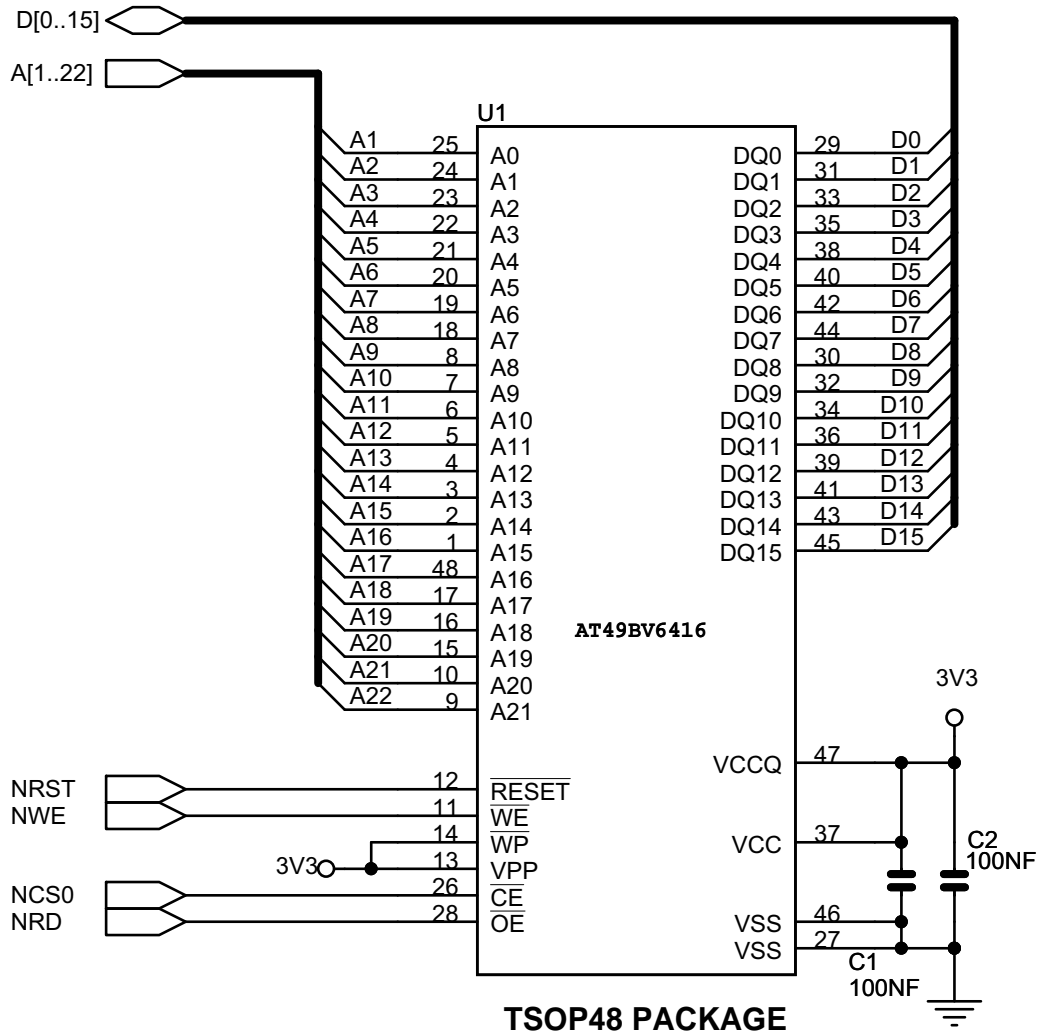 D[0..15]
A[1..22]
U1
A1 25 A0 DQ0 29 D0
A2 24 A1 DQ1 31 D1
A3 23 A2 DQ2 33 D2
A4 22 A3 DQ3 35 D3
A5 21 A4 DQ4 38 D4
A6 20 A5 DQ5 40 D5
A7 19 A6 DQ6 42 D6
A8 18 A7 DQ7 44 D7
A9 8 A8 DQ8 30 D8
A10 7 A9 DQ9 32 D9
A11 6 A10 DQ10 34 D10
A12 5 A11 DQ11 36 D11
A13 4 A12 DQ12 39 D12
A14 3 A13 DQ13 41 D13
A15 2 A14 DQ14 43 D14
A16 1 A15 DQ15 45 D15
A17 48 A16
A18 17 A17
A19 16 A18
AT49BV6416
A20 15 A19
A21 10 A20
A22 9 A21
3V3
VCCQ 47
NRST 12 RESET
NWE 11 WE
14 WP
VCC 37
C2
100NF
3V3 13 VPP
NCS0 26 CE
NRD 28 OE
VSS 46
VSS 27
C1
100NF
TSOP48 PACKAGE